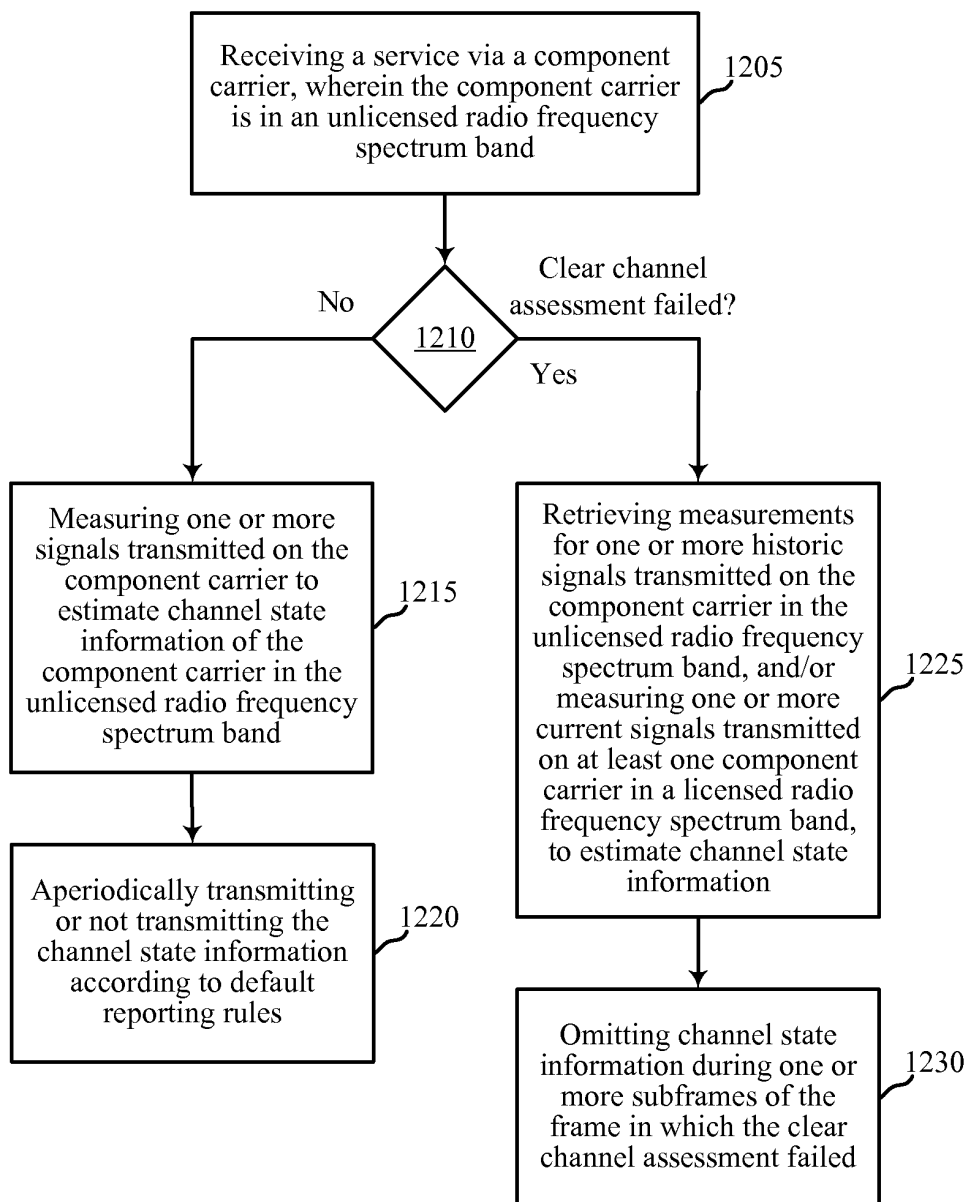 Receiving a service via a component
carrier, wherein the component carrier
is in an unlicensed radio frequency
spectrum band
1205
Clear channel
assessment failed?
No
1210
Yes
Measuring one or more
signals transmitted on the
component carrier to
estimate channel state
information of the
component carrier in the
unlicensed radio frequency
spectrum band
1215
Aperiodically transmitting
or not transmitting the
channel state information
according to default
reporting rules
1220
Retrieving measurements
for one or more historic
signals transmitted on the
component carrier in the
unlicensed radio frequency
spectrum band, and/or
measuring one or more
current signals transmitted
on at least one component
carrier in a licensed radio
frequency spectrum band,
to estimate channel state
information
1225
Omitting channel state
information during one or
more subframes of the
frame in which the clear
channel assessment failed
1230